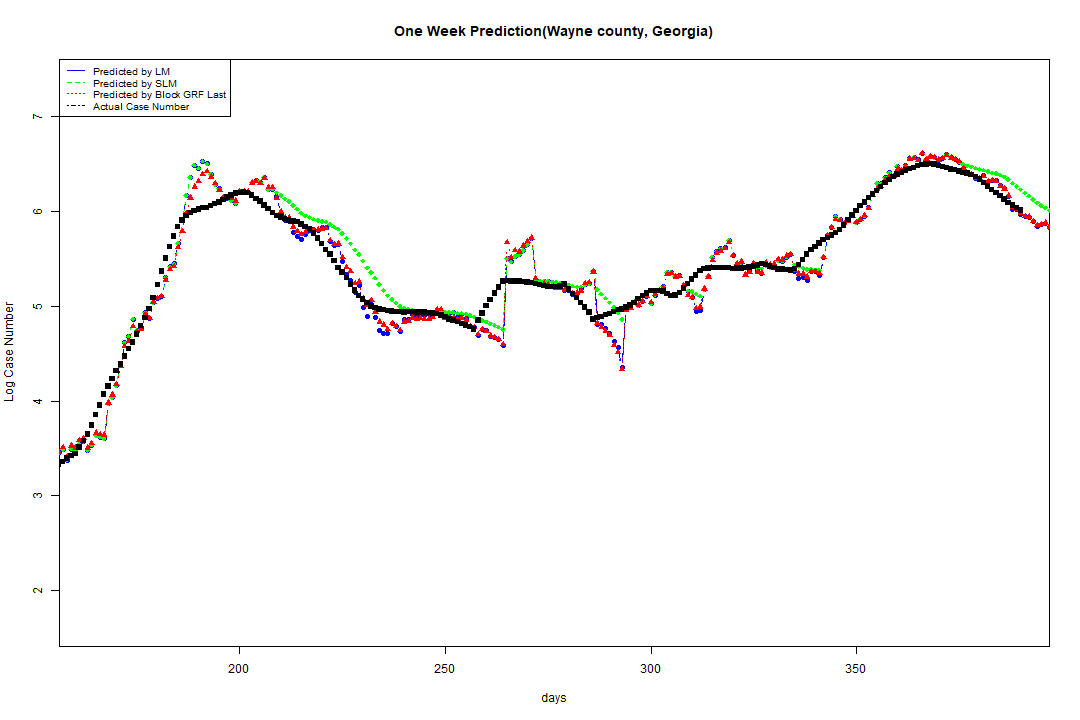 One Week Prediction(Wayne county, Georgia)
Predicted by LM
Predicted by SLM
Predicted by Block GRF Last
Actual Case Number
7
6
5
4
3
2
Log Case Number
200 250 300 350
days